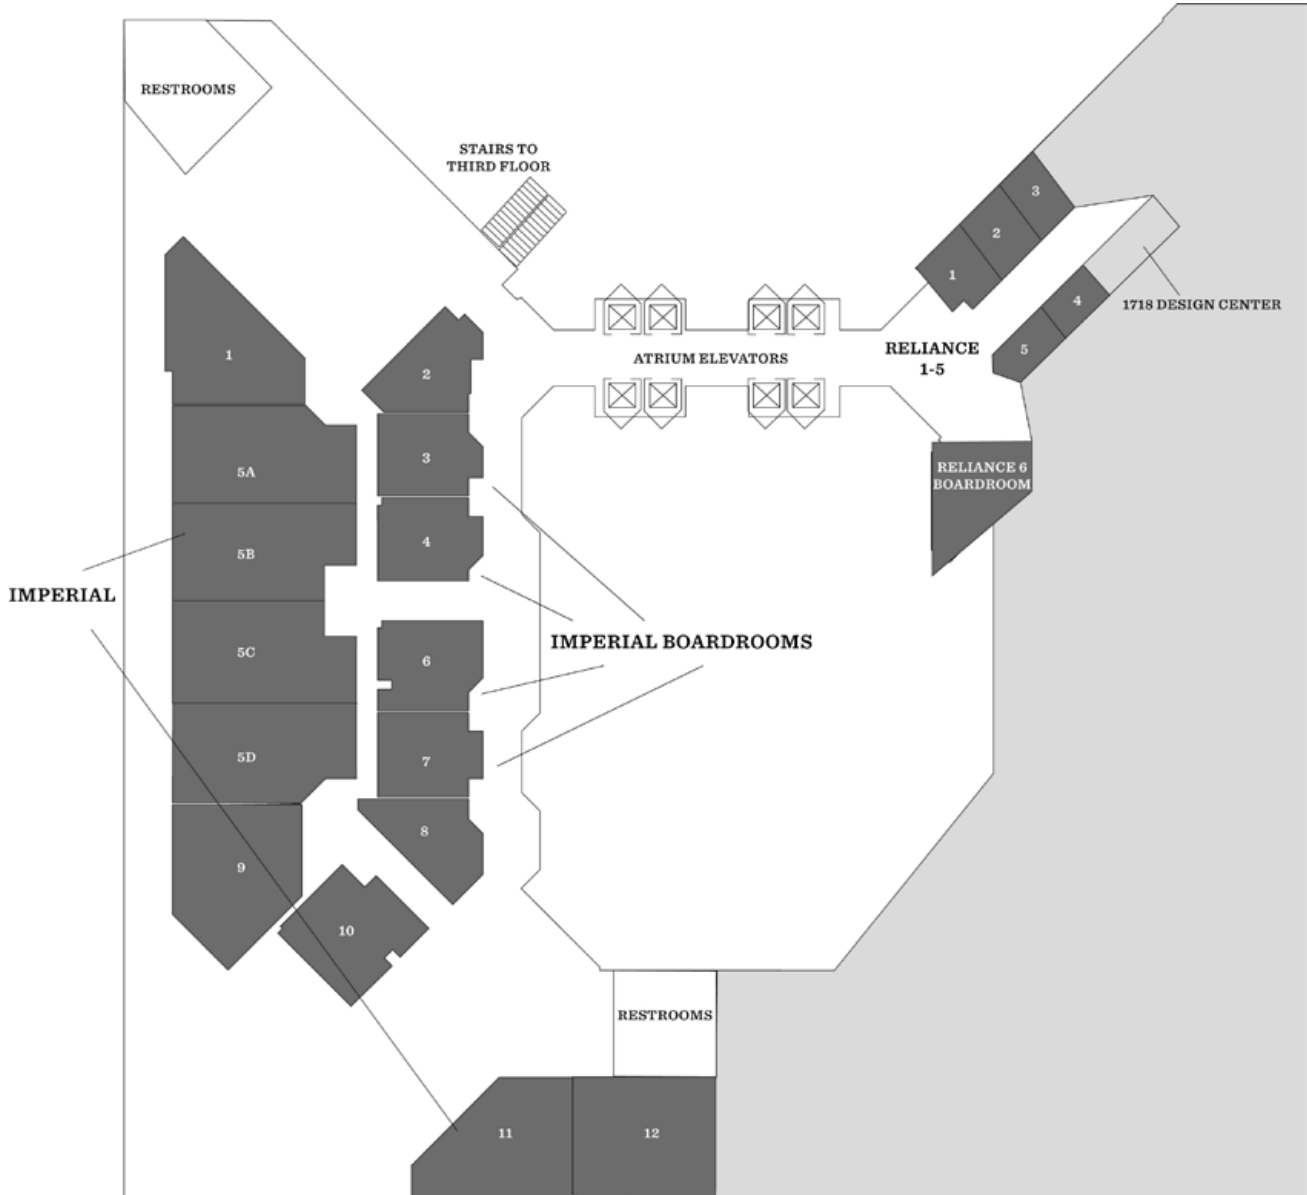 RESTROOMS
STAIRS TO
THIRD FLOOR
3
2
1
4
1718 DESIGN CENTER
5
RELIANCE
1-5
ATRIUM ELEVATORS
1
2
3
5A
4
5B
RELIANCE 6
BOARDROOM
IMPERIAL
IMPERIAL BOARDROOMS
5C
6
5D
7
8
9
10
RESTROOMS
11
12